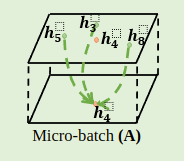 h₃
h₅ h₄ h₈
h₄
Micro-batch (A)